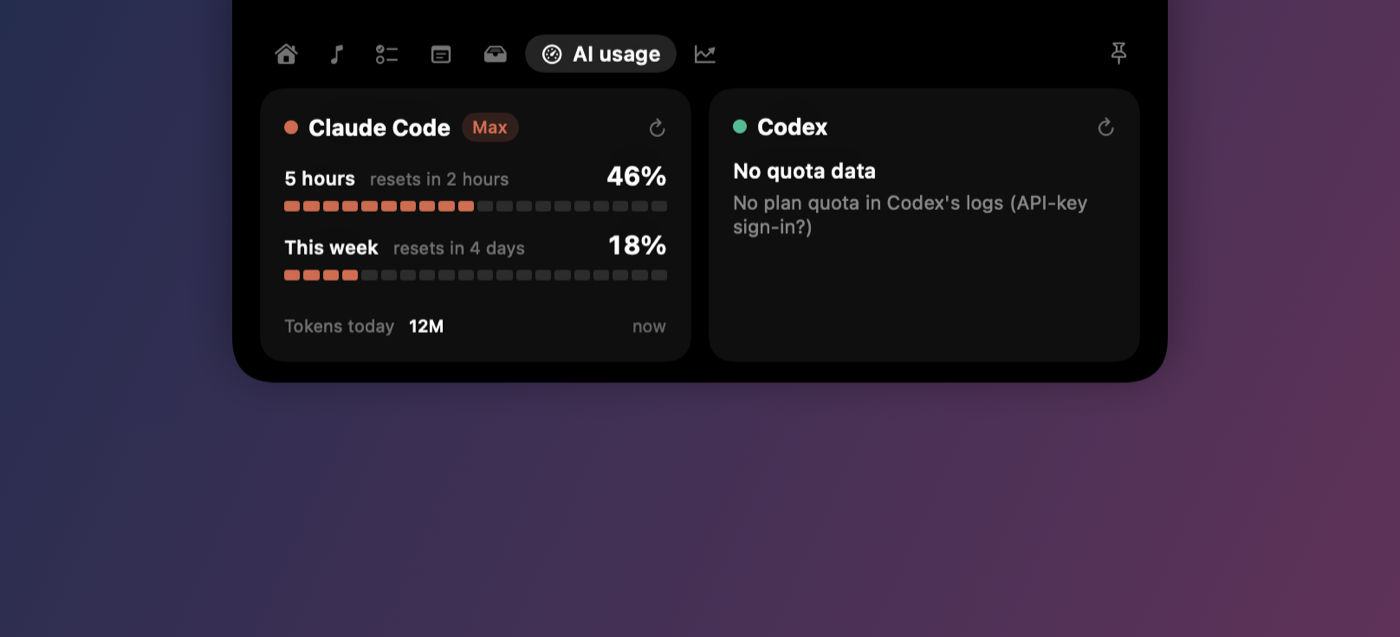 AI usage
Claude Code Max
5 hours resets in 2 hours 46%
This week resets in 4 days 18%
Tokens today 12M now
Codex
No quota data
No plan quota in Codex's logs (API-key
sign-in?)